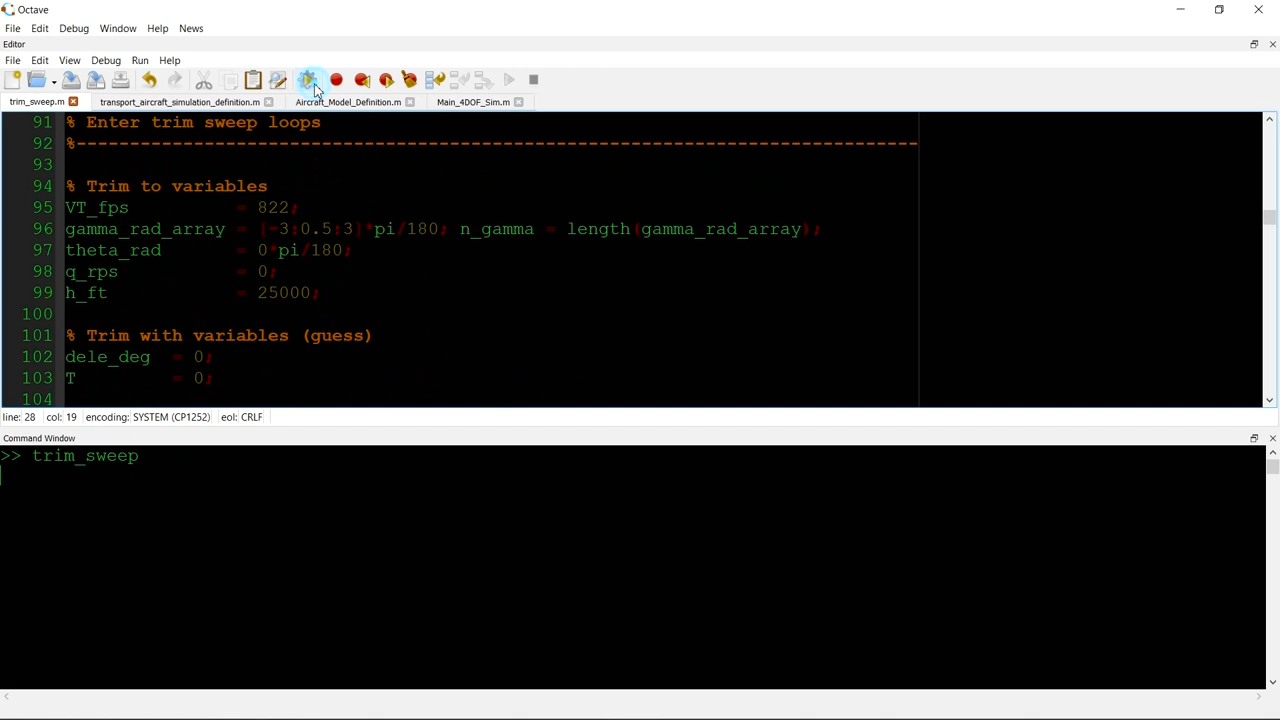 Octave
File Edit Debug Window Help News
Editor
File Edit View Debug Run Help
trim_sweep.m transport_aircraft_simulation_definition.m Aircraft_Model_Definition.m Main_4DOF_Sim.m
91 % Enter trim sweep loops
92 %-------------------------------------------------------------------------------
93
94 % Trim to variables
95 VT_fps = 822;
96 gamma_rad_array = [-3:0.5:3]*pi/180; n_gamma = length(gamma_rad_array);
97 theta_rad = 0*pi/180;
98 q_rps = 0;
99 h_ft = 25000;
100
101 % Trim with variables (guess)
102 dele_deg = 0;
103 T = 0;
104
line: 28 col: 19 encoding: SYSTEM (CP1252) eol: CRLF
Command Window
>> trim_sweep